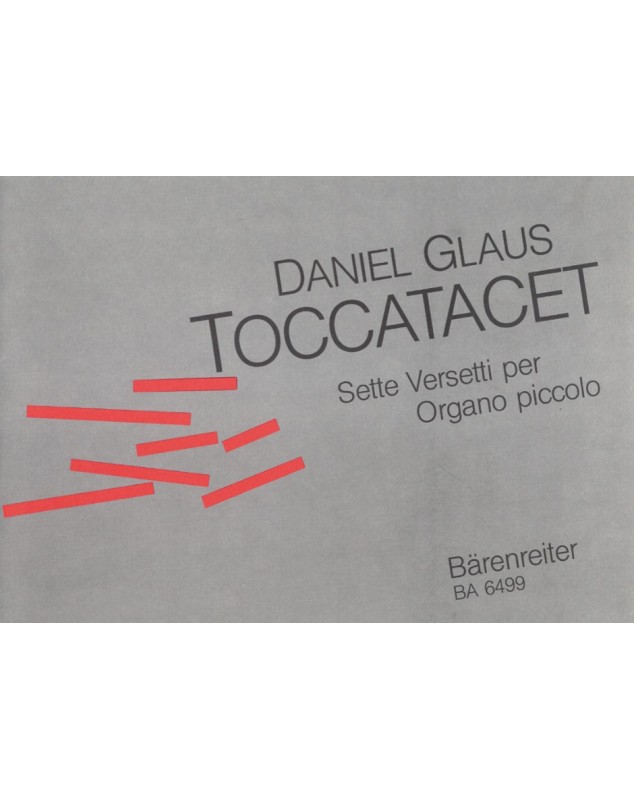 DANIEL GLAUS
TOCCATACET
Sette Versetti per
Organo piccolo
Bärenreiter
BA 6499